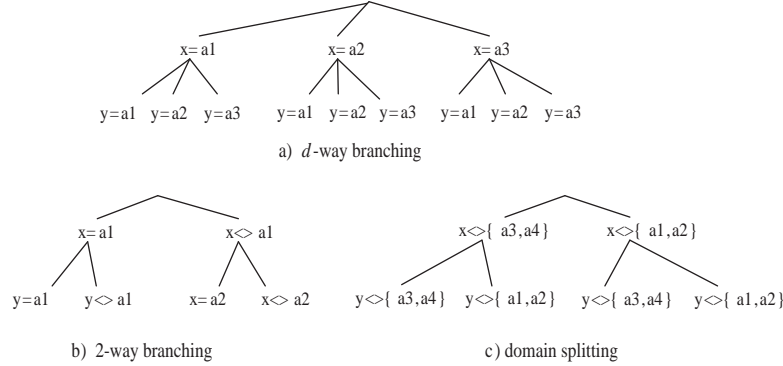 x=a1 x=a2 x=a3
y=a1 y=a2 y=a3 y=a1 y=a2 y=a3 y=a1 y=a2 y=a3
a) d-way branching
x=a1 x<>a1 x<>{ a3,a4} x<>{ a1,a2}
y=a1 y<>a1 x=a2 x<>a2 y<>{ a3,a4} y<>{ a1,a2} y<>{ a3,a4} y<>{ a1,a2}
b) 2-way branching c) domain splitting